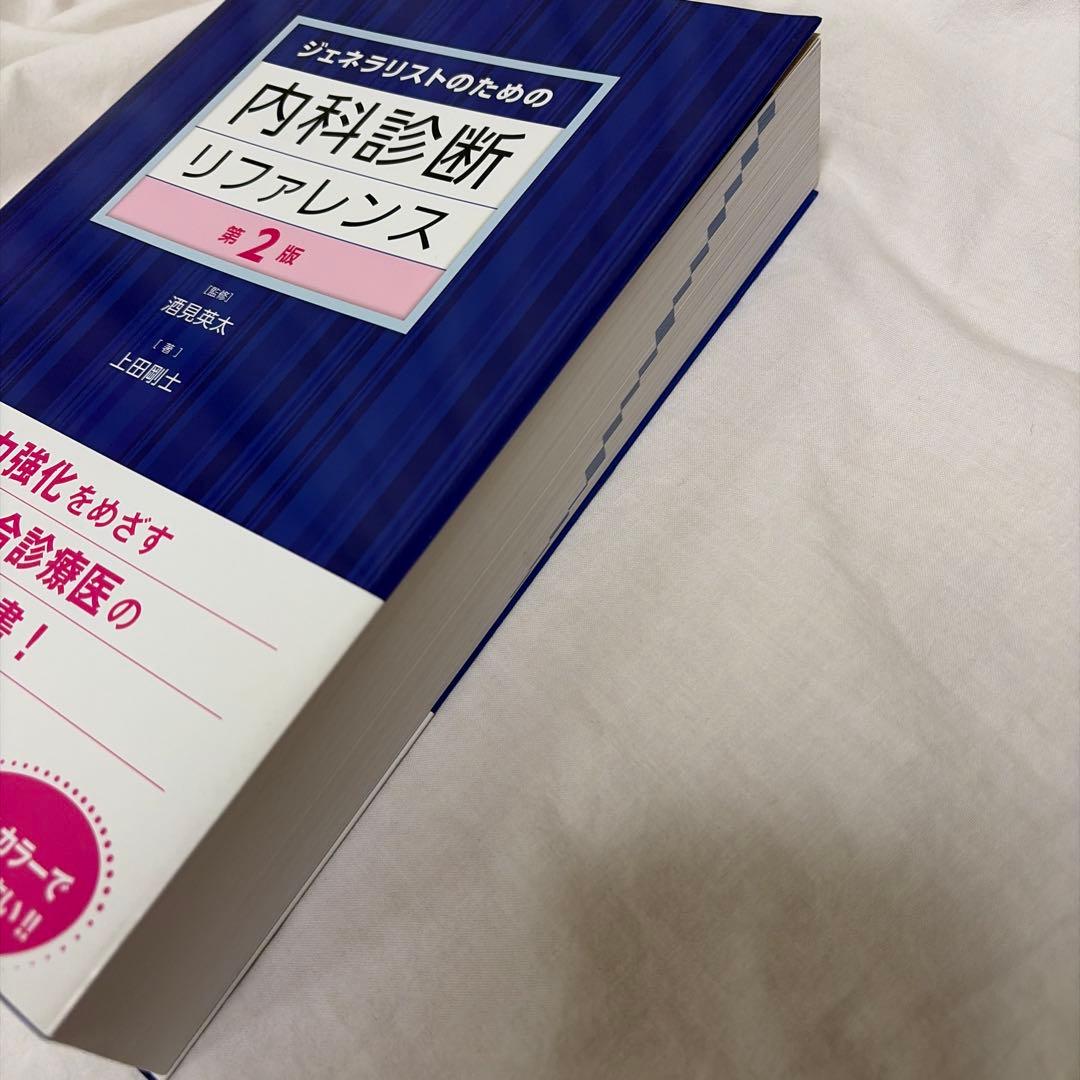 ジェネラリストのための
内科診断
リファレンス
第2版
[監修]
酒見英太
[著]
上田剛士
力強化をめざす
合診療医の
書!
カラーで
い!!